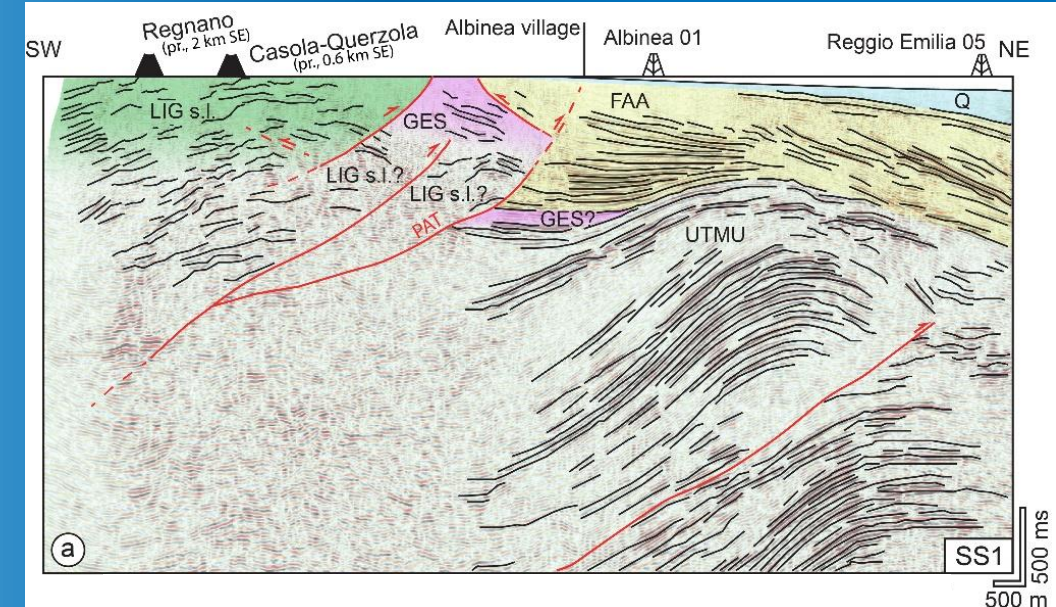 SW
Regnano
(pr., 2 km SE)
Casola-Querzola
(pr., 0.6 km SE)
Albinea village
Albinea 01
Reggio Emilia 05
NE
LIG s.l.
GES
FAA
Q
LIG s.l.?
LIG s.l.?
PAT
GES?
UTMU
a
SS1
500 ms
500 m